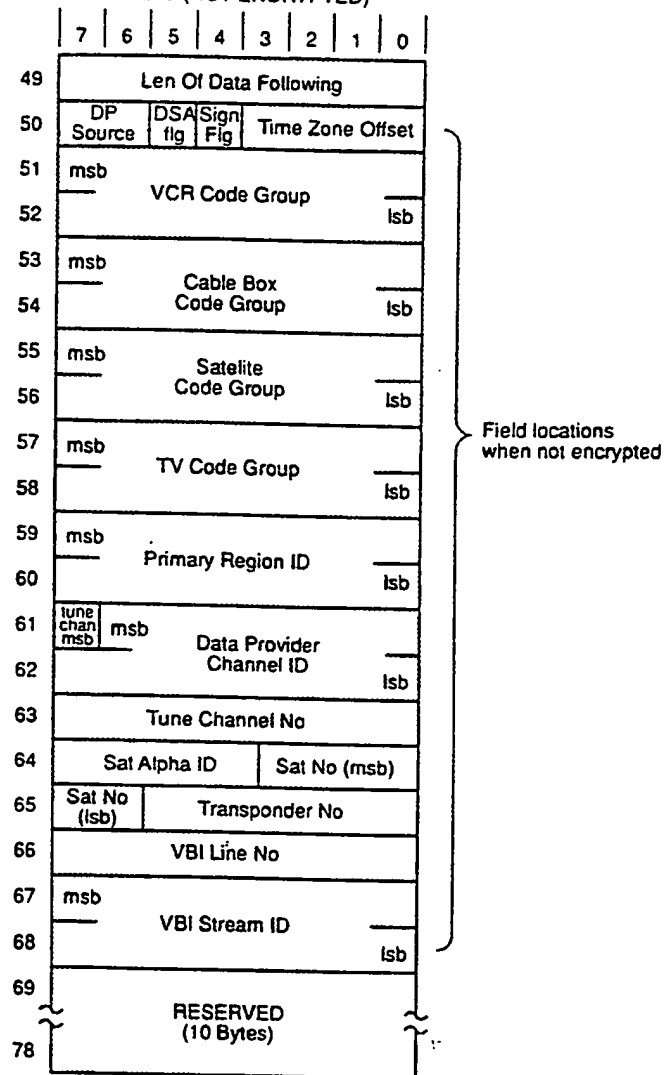 (NOT ENCRYPTED)
7 6 5 4 3 2 1 0
49 Len Of Data Following
50 DP Source DSA flg Sign Flg Time Zone Offset
51 msb
VCR Code Group
52 lsb
53 msb
Cable Box
Code Group
54 lsb
55 msb
Satelite
Code Group
56 lsb
57 msb
TV Code Group
58 lsb
Field locations
when not encrypted
59 msb
Primary Region ID
60 lsb
61 tune chan msb msb
Data Provider
Channel ID
62 lsb
63 Tune Channel No
64 Sat Alpha ID Sat No (msb)
65 Sat No (lsb) Transponder No
66 VBI Line No
67 msb
VBI Stream ID
68 lsb
69
RESERVED
(10 Bytes)
78